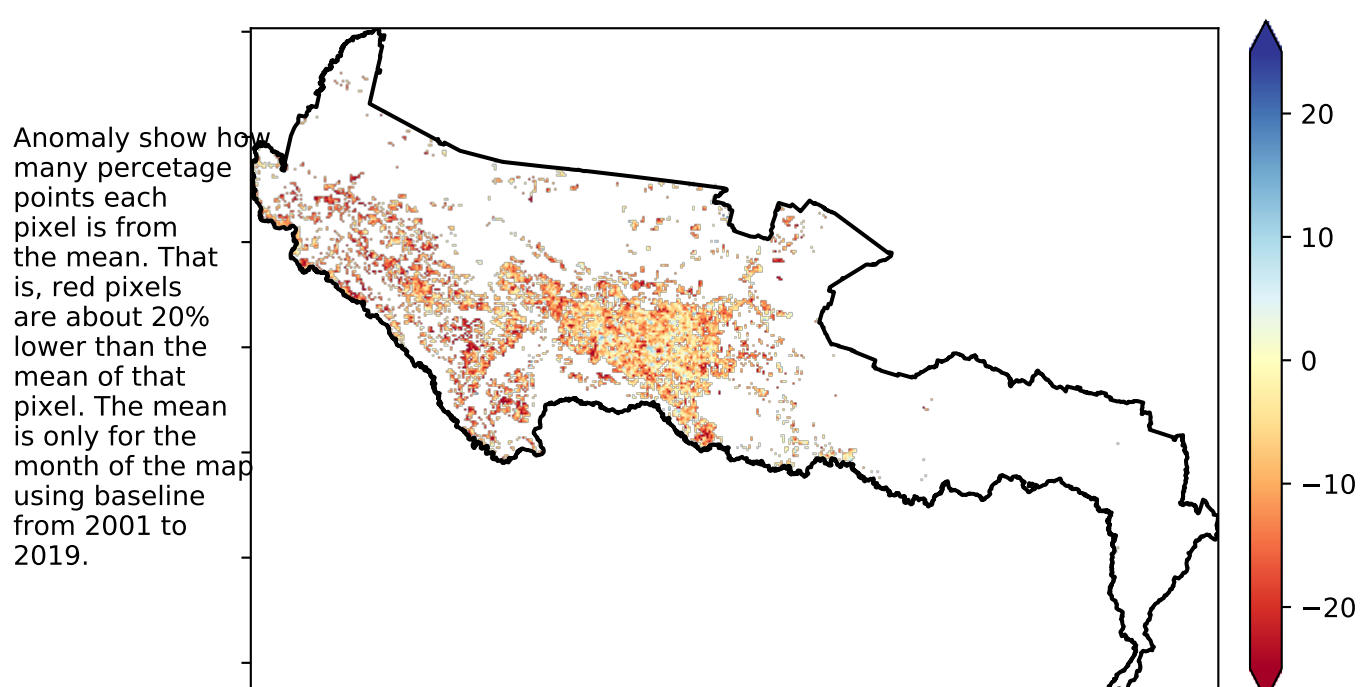 Anomaly show how
many percetage
points each
pixel is from
the mean. That
is, red pixels
are about 20%
lower than the
mean of that
pixel. The mean
is only for the
month of the map
using baseline
from 2001 to
2019.
20
10
0
−10
−20